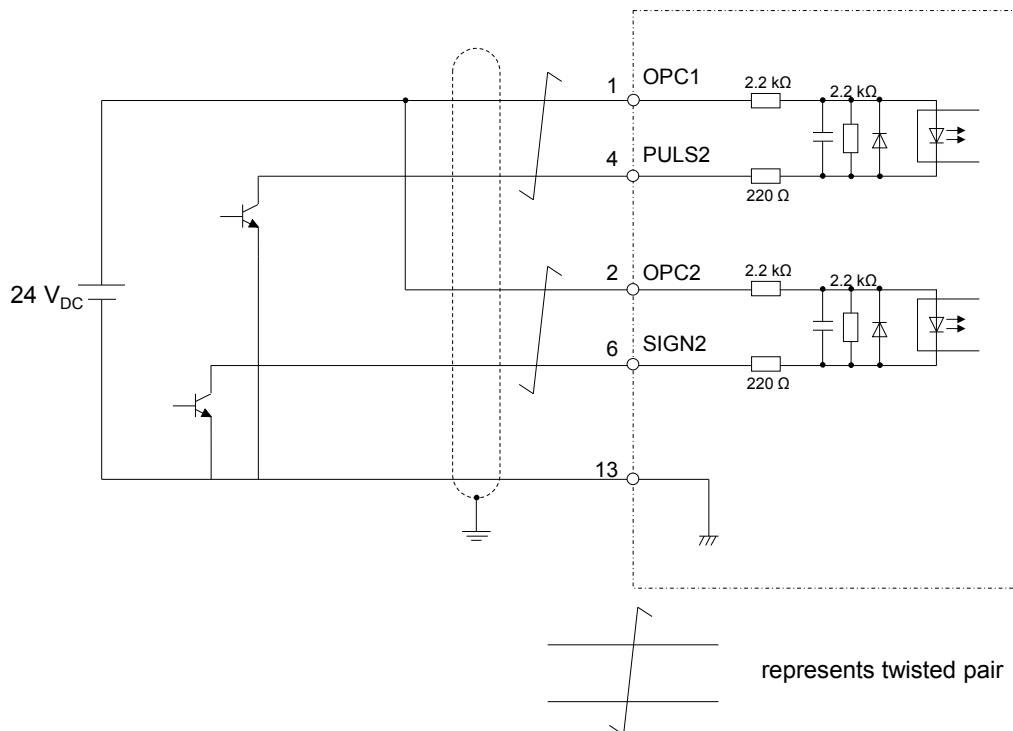 1 OPC1
2.2 kΩ
2.2 kΩ
4 PULS2
220 Ω
24 V_DC
2 OPC2
2.2 kΩ
2.2 kΩ
6 SIGN2
220 Ω
13
represents twisted pair